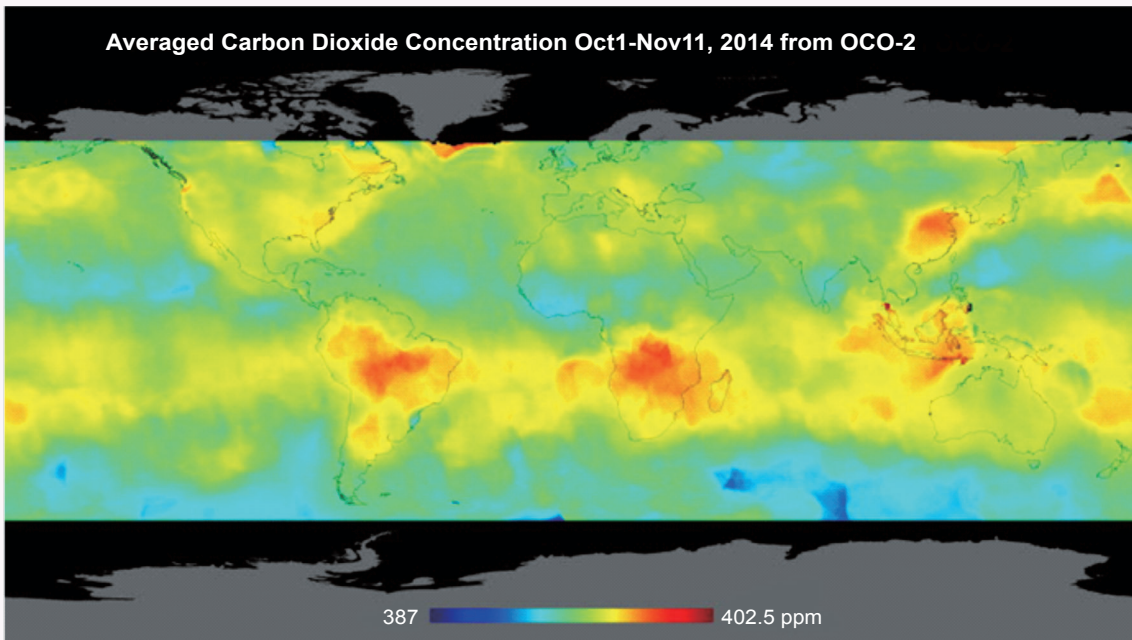 Averaged Carbon Dioxide Concentration Oct1-Nov11, 2014 from OCO-2
387 402.5 ppm